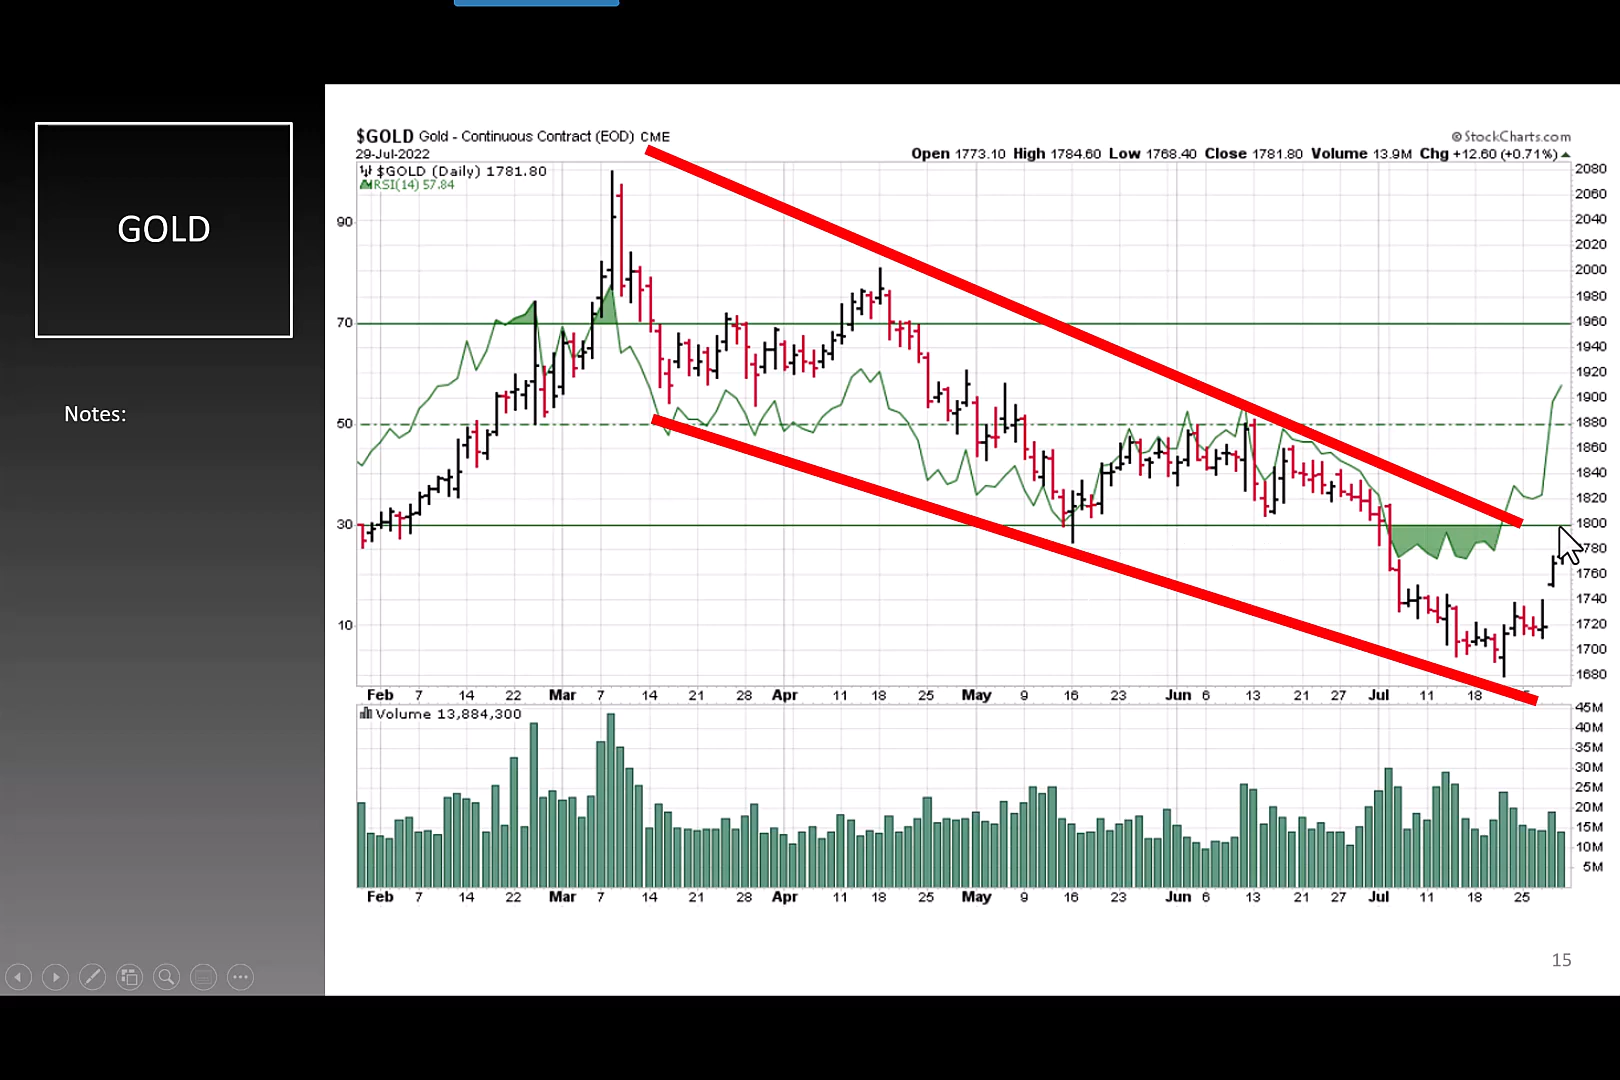 GOLD
Notes:
$GOLD Gold - Continuous Contract (EOD) CME
© StockCharts.com
29-Jul-2022
Open 1773.10 High 1784.60 Low 1768.40 Close 1781.80 Volume 13.9M Chg +12.60 (+0.71%)
$GOLD (Daily) 1781.80
RSI(14) 57.84
90
70
50
30
10
2080
2060
2040
2020
2000
1980
1960
1940
1920
1900
1880
1860
1840
1820
1800
1780
1760
1740
1720
1700
1680
Feb 7 14 22 Mar 7 14 21 28 Apr 11 18 25 May 9 16 23 Jun 6 13 21 27 Jul 11 18
Volume 13,884,300
45M
40M
35M
30M
25M
20M
15M
10M
5M
Feb 7 14 22 Mar 7 14 21 28 Apr 11 18 25 May 9 16 23 Jun 6 13 21 27 Jul 11 18 25
15